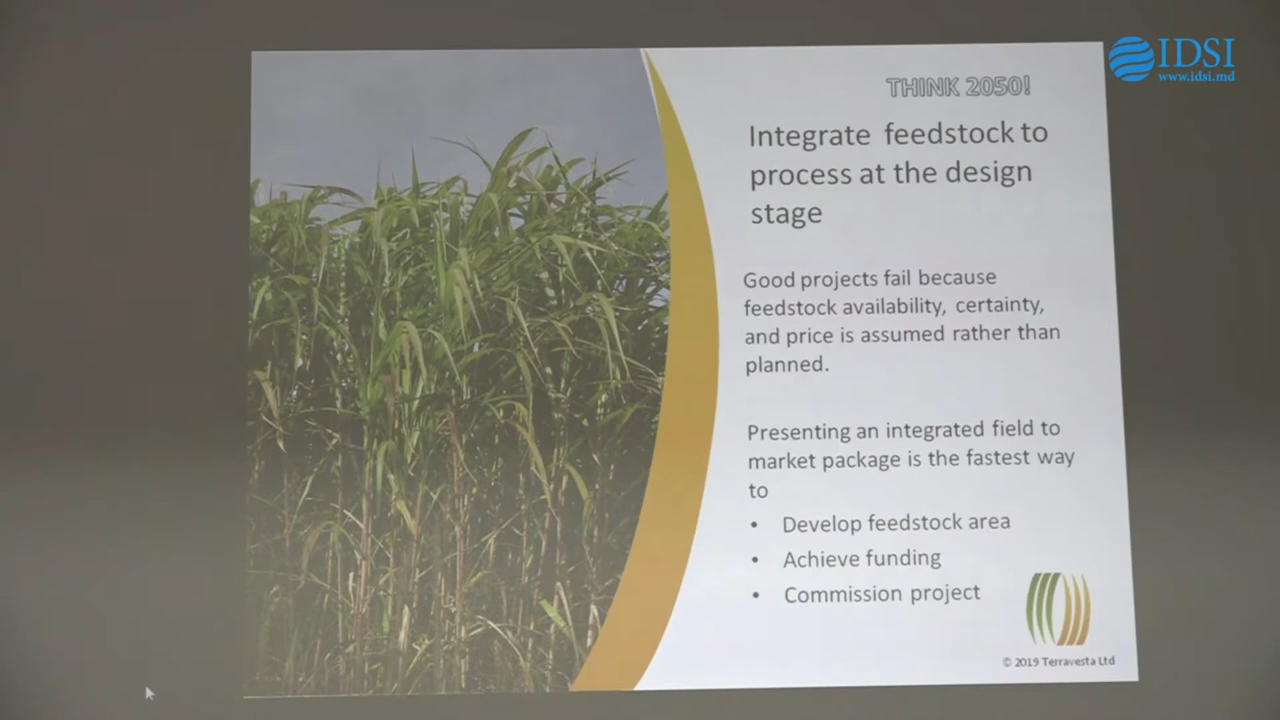 IDSI
www.idsi.md
THINK 2050!
Integrate feedstock to
process at the design
stage
Good projects fail because
feedstock availability, certainty,
and price is assumed rather than
planned.
Presenting an integrated field to
market package is the fastest way
to
• Develop feedstock area
• Achieve funding
• Commission project
© 2019 Terravesta Ltd